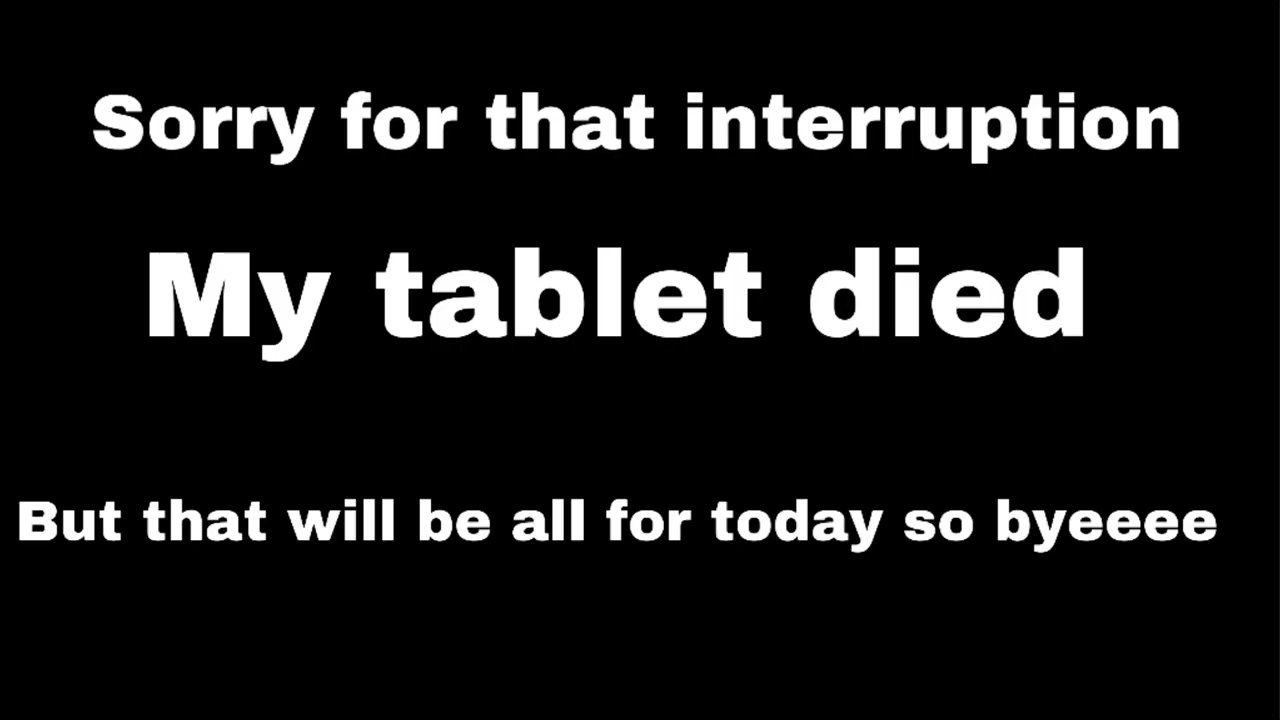 Sorry for that interruption
My tablet died
But that will be all for today so byeeee